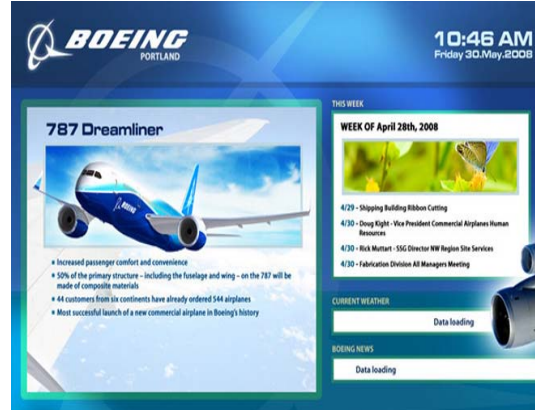 BOEING
PORTLAND
10:46 AM
Friday 30.May.2008
787 Dreamliner
BOEING
• Increased passenger comfort and convenience
• 50% of the primary structure – including the fuselage and wing – on the 787 will be
made of composite materials
• 44 customers from six continents have already ordered 544 airplanes
• Most successful launch of a new commercial airplane in Boeing's history
THIS WEEK
WEEK OF April 28th, 2008
4/29 - Shipping Building Ribbon Cutting
4/30 - Doug Kight - Vice President Commercial Airplanes Human
Resources
4/30 - Rick Muttart - SSG Director NW Region Site Services
4/30 - Fabrication Division All Managers Meeting
CURRENT WEATHER
Data loading
BOEING NEWS
Data loading